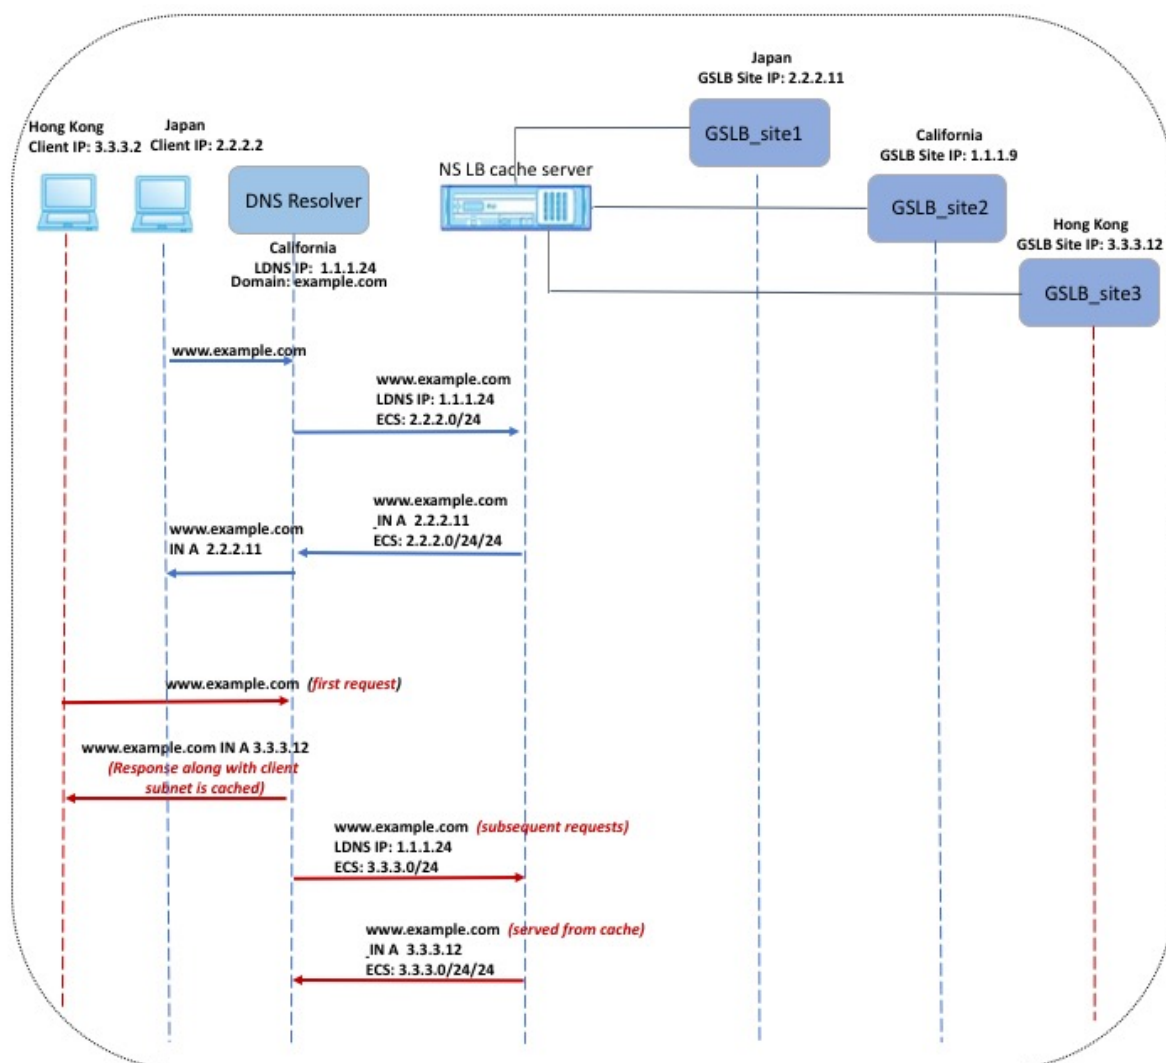 Japan
GSLB Site IP: 2.2.2.11
GSLB_site1
Hong Kong
Client IP: 3.3.3.2
Japan
Client IP: 2.2.2.2
California
GSLB Site IP: 1.1.1.9
NS LB cache server
DNS Resolver
GSLB_site2
Hong Kong
GSLB Site IP: 3.3.3.12
California
LDNS IP: 1.1.1.24
Domain: example.com
GSLB_site3
www.example.com
www.example.com
LDNS IP: 1.1.1.24
ECS: 2.2.2.0/24
www.example.com
_IN A 2.2.2.11
ECS: 2.2.2.0/24/24
www.example.com
IN A 2.2.2.11
www.example.com (first request)
www.example.com IN A 3.3.3.12
(Response along with client
subnet is cached)
www.example.com (subsequent requests)
LDNS IP: 1.1.1.24
ECS: 3.3.3.0/24
www.example.com (served from cache)
_IN A 3.3.3.12
ECS: 3.3.3.0/24/24